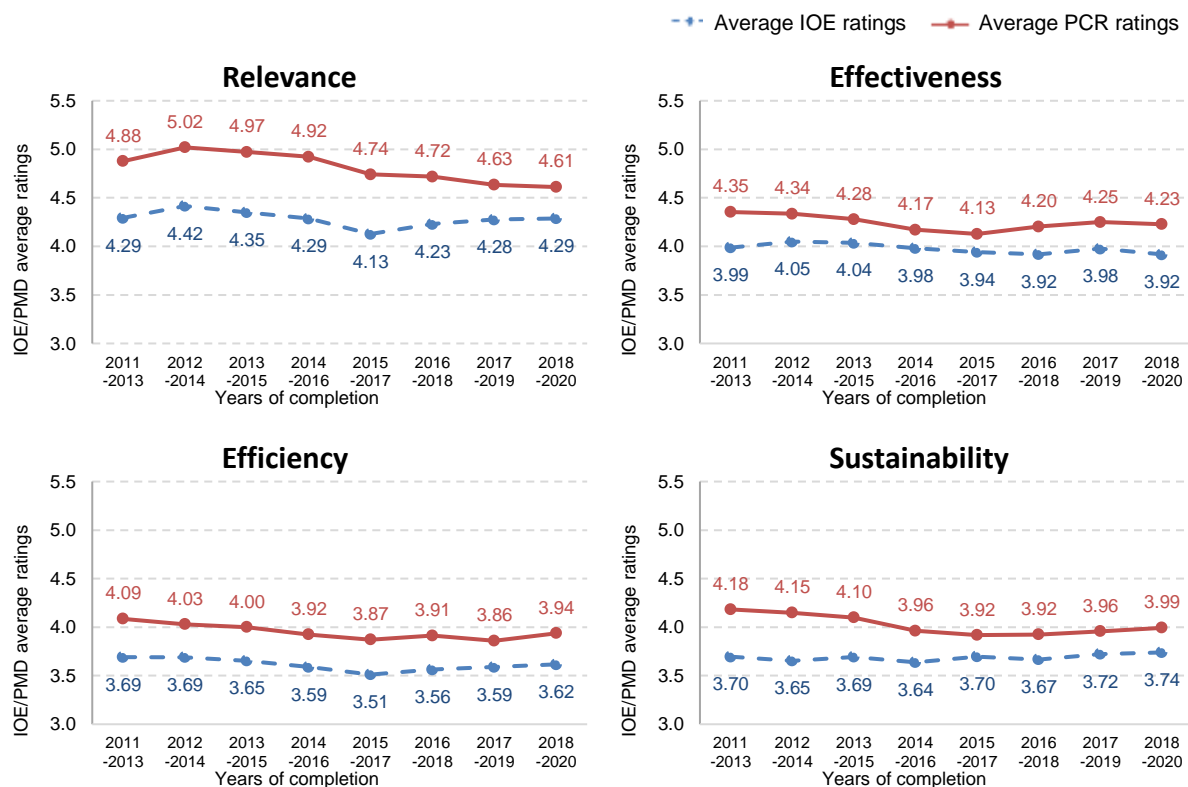 Average IOE ratings Average PCR ratings
Relevance
IOE/PMD average ratings
5.5
5.0
4.5
4.0
3.5
3.0
4.88 5.02 4.97 4.92 4.74 4.72 4.63 4.61
4.29 4.42 4.35 4.29 4.13 4.23 4.28 4.29
2011 2012 2013 2014 2015 2016 2017 2018
-2013 -2014 -2015 -2016 -2017 -2018 -2019 -2020
Years of completion
Effectiveness
IOE/PMD average ratings
5.5
5.0
4.5
4.0
3.5
3.0
4.35 4.34 4.28 4.17 4.13 4.20 4.25 4.23
3.99 4.05 4.04 3.98 3.94 3.92 3.98 3.92
2011 2012 2013 2014 2015 2016 2017 2018
-2013 -2014 -2015 -2016 -2017 -2018 -2019 -2020
Years of completion
Efficiency
IOE/PMD average ratings
5.5
5.0
4.5
4.0
3.5
3.0
4.09 4.03 4.00 3.92 3.87 3.91 3.86 3.94
3.69 3.69 3.65 3.59 3.51 3.56 3.59 3.62
2011 2012 2013 2014 2015 2016 2017 2018
-2013 -2014 -2015 -2016 -2017 -2018 -2019 -2020
Years of completion
Sustainability
IOE/PMD average ratings
5.5
5.0
4.5
4.0
3.5
3.0
4.18 4.15 4.10 3.96 3.92 3.92 3.96 3.99
3.70 3.65 3.69 3.64 3.70 3.67 3.72 3.74
2011 2012 2013 2014 2015 2016 2017 2018
-2013 -2014 -2015 -2016 -2017 -2018 -2019 -2020
Years of completion